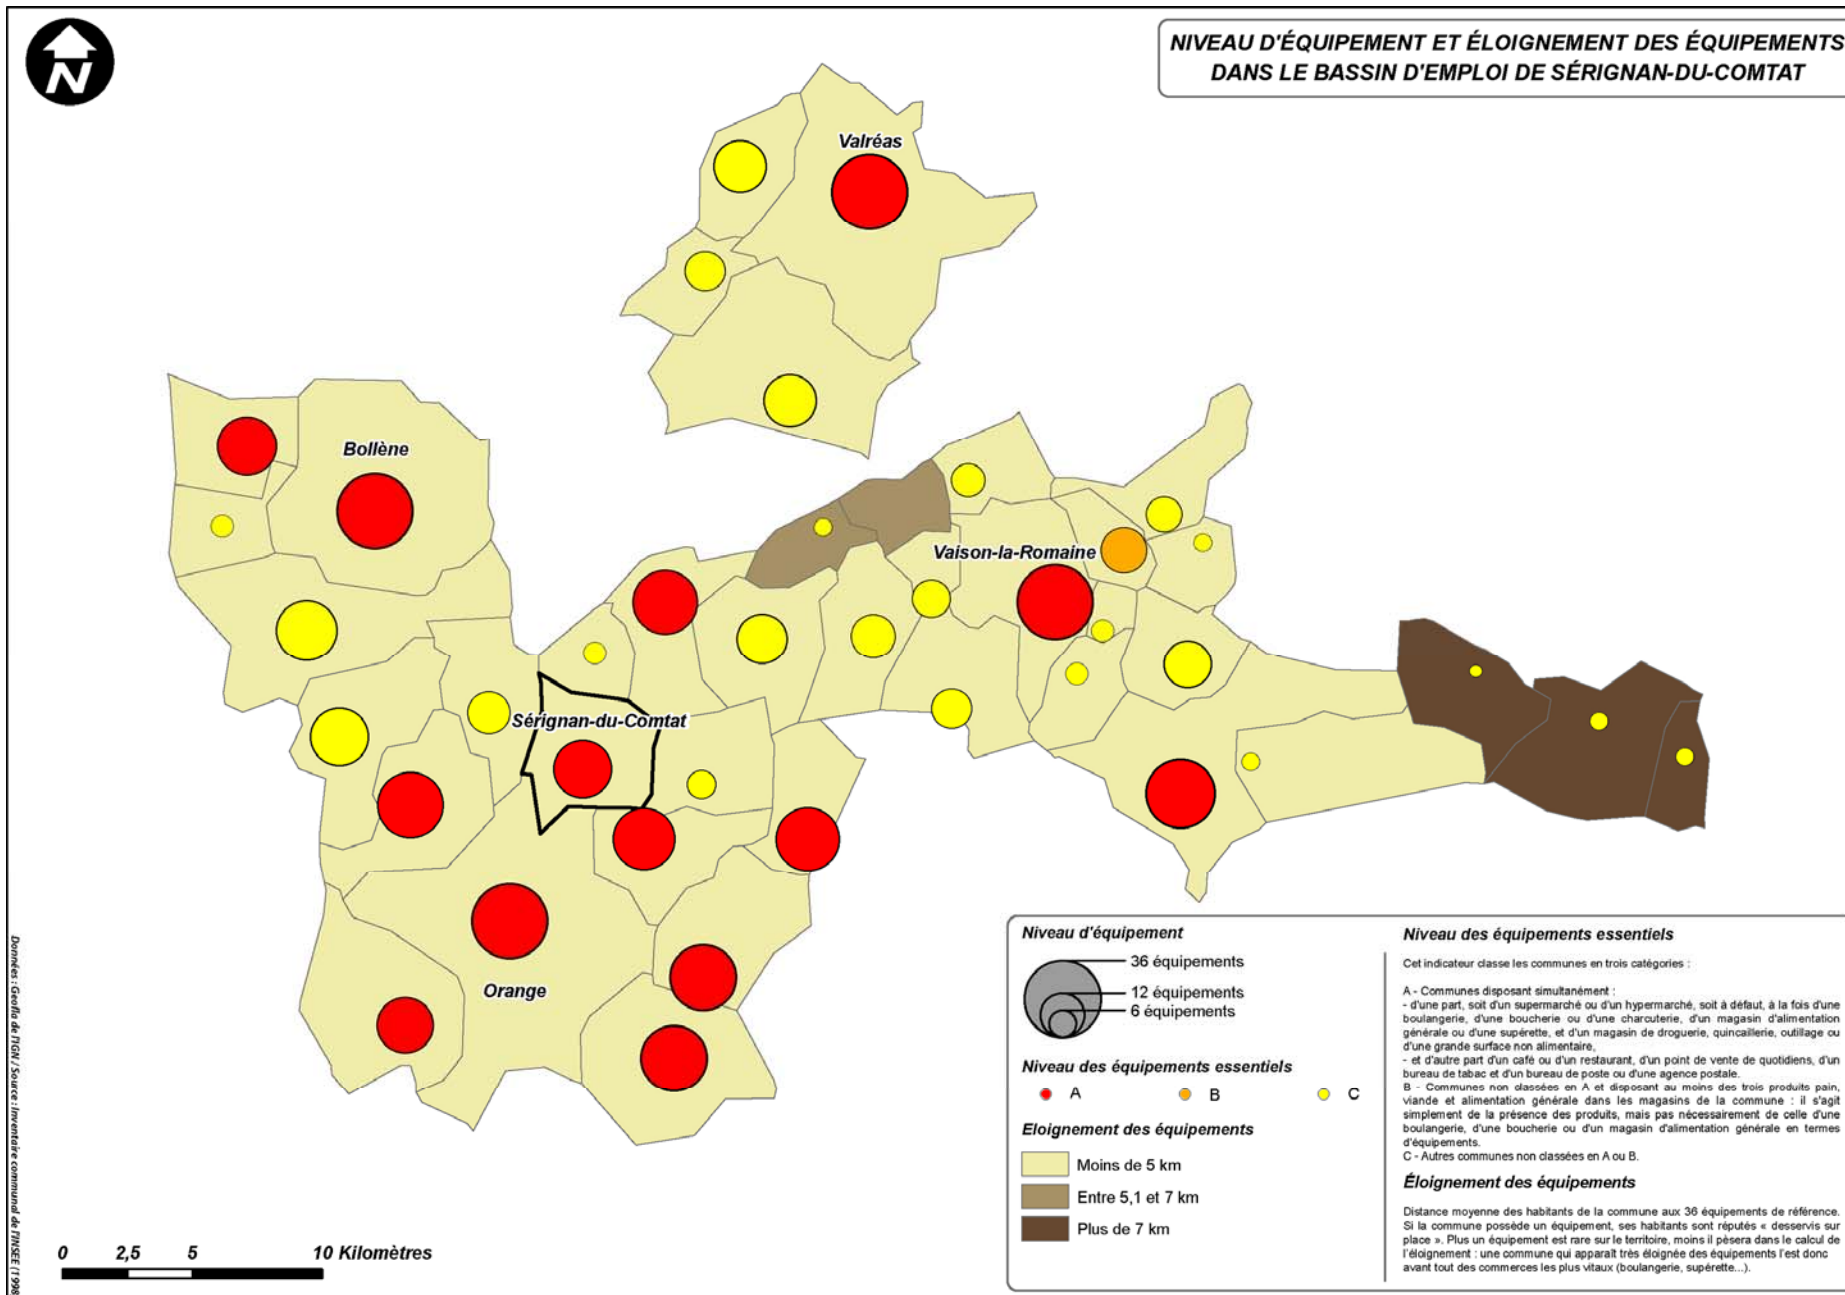 N
NIVEAU D'ÉQUIPEMENT ET ÉLOIGNEMENT DES ÉQUIPEMENTS
DANS LE BASSIN D'EMPLOI DE SÉRIGNAN-DU-COMTAT
Valréas
Bollène
Vaison-la-Romaine
Sérignan-du-Comtat
Orange
Données : Geofla de l'IGN / Source : Inventaire communal de l'INSEE (1998
0 2,5 5 10 Kilomètres
Niveau d'équipement
36 équipements
12 équipements
6 équipements
Niveau des équipements essentiels
A B C
Eloignement des équipements
Moins de 5 km
Entre 5,1 et 7 km
Plus de 7 km
Niveau des équipements essentiels
Cet indicateur classe les communes en trois catégories :
A - Communes disposant simultanément :
- d'une part, soit d'un supermarché ou d'un hypermarché, soit à défaut, à la fois d'une
boulangerie, d'une boucherie ou d'une charcuterie, d'un magasin d'alimentation
générale ou d'une supérette, et d'un magasin de droguerie, quincaillerie, outillage ou
d'une grande surface non alimentaire,
- et d'autre part d'un café ou d'un restaurant, d'un point de vente de quotidiens, d'un
bureau de tabac et d'un bureau de poste ou d'une agence postale.
B - Communes non classées en A et disposant au moins des trois produits pain,
viande et alimentation générale dans les magasins de la commune : il s'agit
simplement de la présence des produits, mais pas nécessairement de celle d'une
boulangerie, d'une boucherie ou d'un magasin d'alimentation générale en termes
d'équipements.
C - Autres communes non classées en A ou B.
Éloignement des équipements
Distance moyenne des habitants de la commune aux 36 équipements de référence.
Si la commune possède un équipement, ses habitants sont réputés « desservis sur
place ». Plus un équipement est rare sur le territoire, moins il pèsera dans le calcul de
l'éloignement : une commune qui apparaît très éloignée des équipements l'est donc
avant tout des commerces les plus vitaux (boulangerie, supérette...).